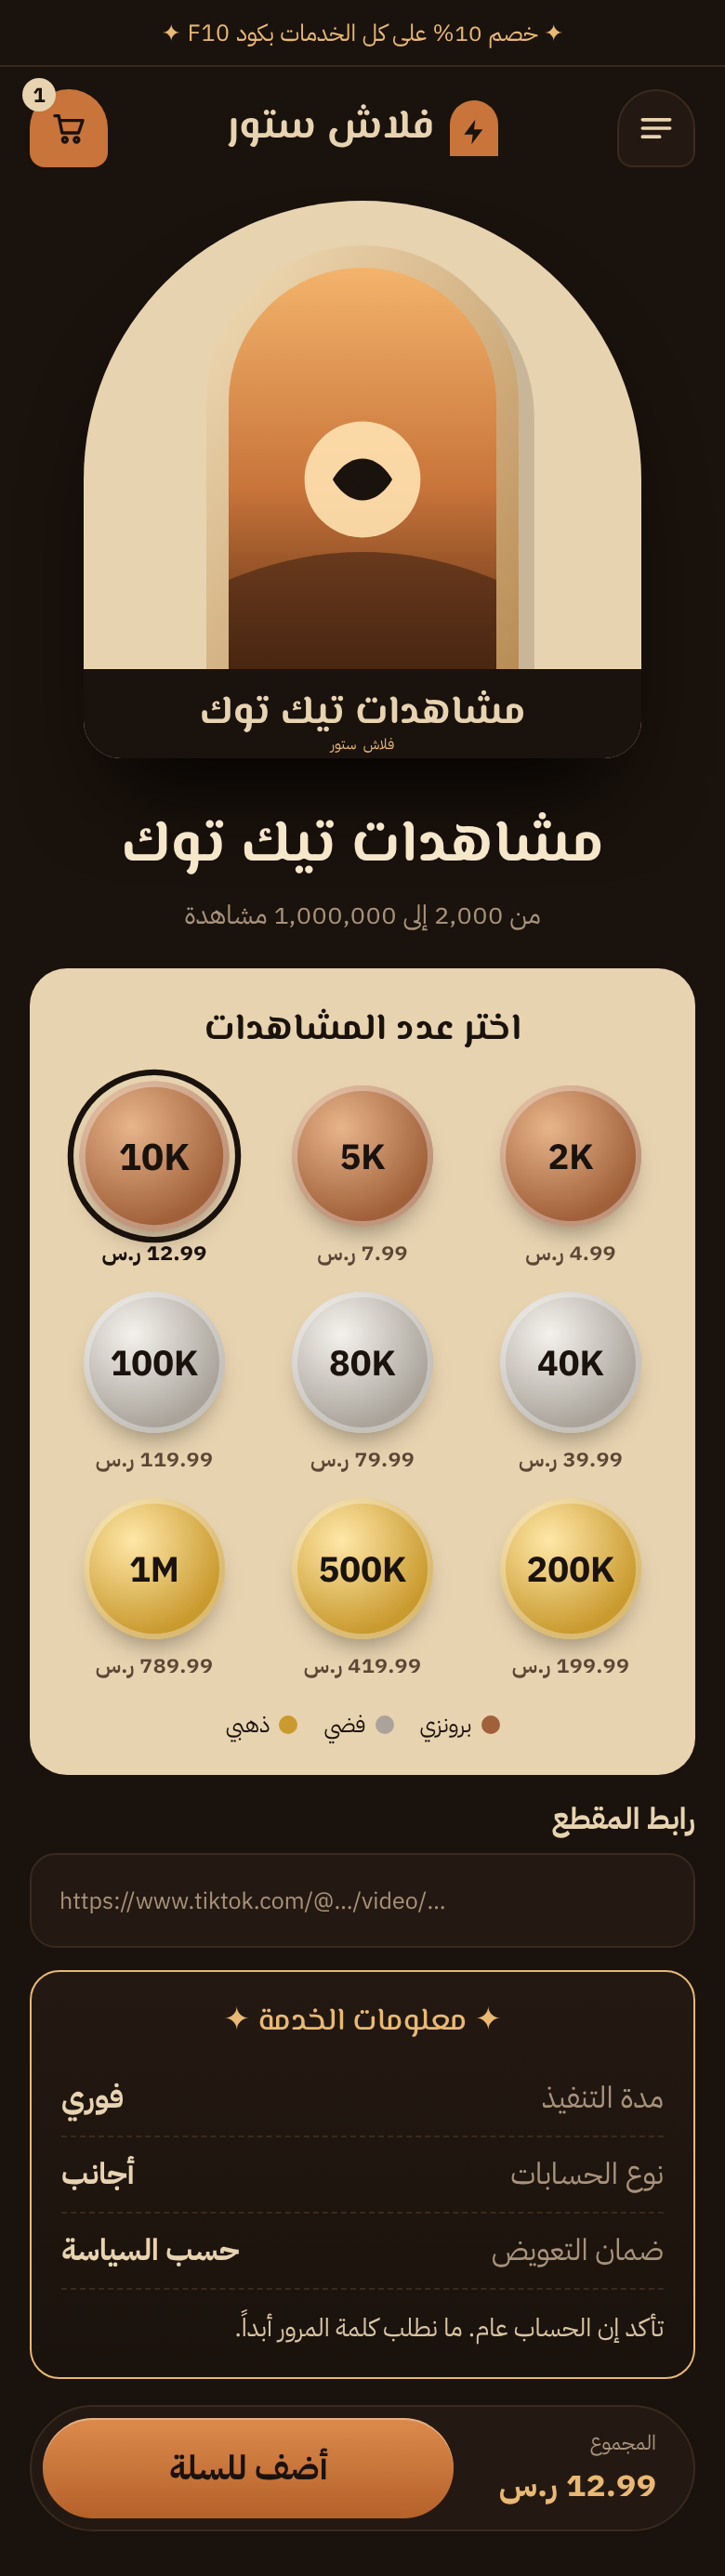 ✦ خصم 10% على كل الخدمات بكود F10 ✦
فلاش ستور
1
مشاهدات تيك توك
فلاش ستور
مشاهدات تيك توك
من 2,000 إلى 1,000,000 مشاهدة
اختر عدد المشاهدات
2K 5K 10K
4.99 ر.س 7.99 ر.س 12.99 ر.س
40K 80K 100K
39.99 ر.س 79.99 ر.س 119.99 ر.س
200K 500K 1M
199.99 ر.س 419.99 ر.س 789.99 ر.س
برونزي فضي ذهبي
رابط المقطع
https://www.tiktok.com/@.../video/...
✦ معلومات الخدمة ✦
مدة التنفيذ فوري
نوع الحسابات أجانب
ضمان التعويض حسب السياسة
تأكد إن الحساب عام. ما نطلب كلمة المرور أبداً.
المجموع
12.99 ر.س
أضف للسلة